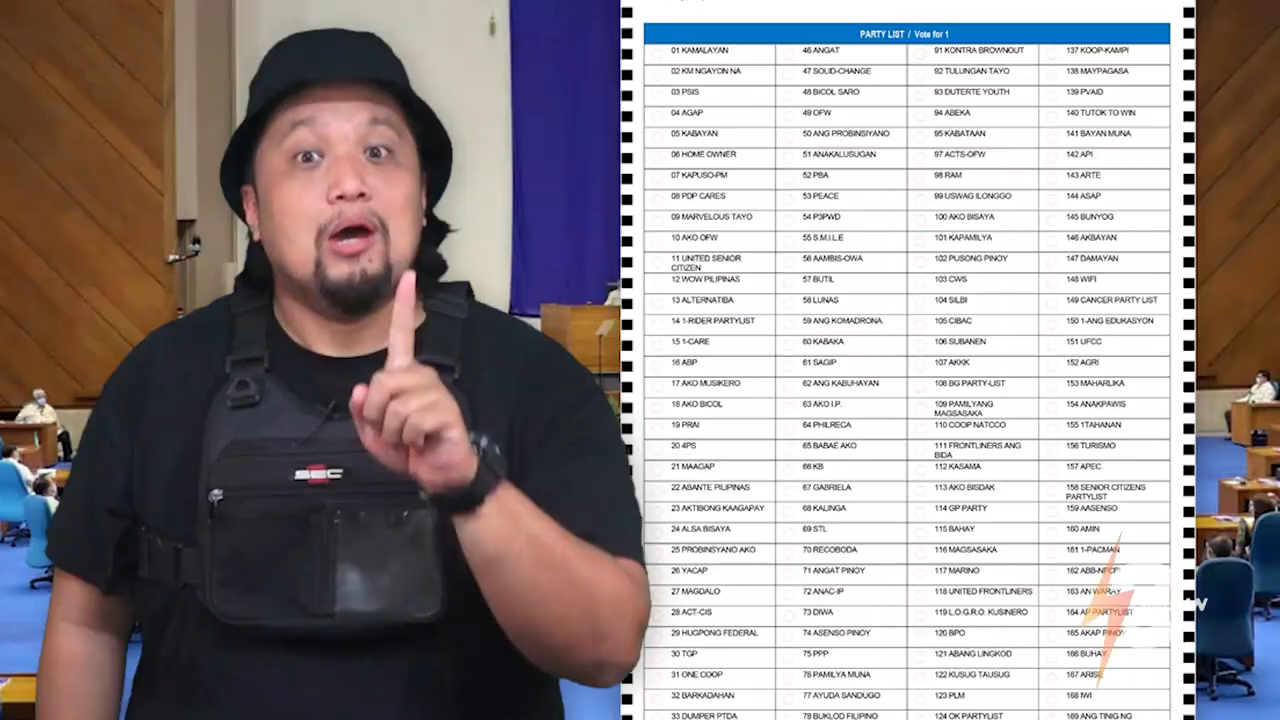 PARTY LIST / Vote for 1
01 KAMALAYAN
02 KM NGAYON NA
03 PSIS
04 AGAP
05 KABAYAN
06 HOME OWNER
07 KAPUSO-PM
08 PDP CARES
09 MARVELOUS TAYO
10 AKO OFW
11 UNITED SENIOR
CITIZEN
12 WOW PILIPINAS
13 ALTERNATIBA
14 1-RIDER PARTYLIST
15 1-CARE
16 ABP
17 AKO MUSIKERO
18 AKO BICOL
19 PRAI
20 4PS
21 MAAGAP
22 ABANTE PILIPINAS
23 AKTIBONG KAAGAPAY
24 ALSA BISAYA
25 PROBINSYANO AKO
26 YACAP
27 MAGDALO
28 ACT-CIS
29 HUGPONG FEDERAL
30 TGP
31 ONE COOP
32 BARKADAHAN
33 DUMPER PTDA
46 ANGAT
47 SOLID-CHANGE
48 BICOL SARO
49 OFW
50 ANG PROBINSIYANO
51 ANAKALUSUGAN
52 PBA
53 PEACE
54 P3PWD
55 S.M.I.L.E
56 AAMBIS-OWA
57 BUTIL
58 LUNAS
59 ANG KOMADRONA
60 KABAKA
61 SAGIP
62 ANG KABUHAYAN
63 AKO I.P.
64 PHILRECA
65 BABAE AKO
66 KB
67 GABRIELA
68 KALINGA
69 STL
70 RECOBODA
71 ANGAT PINOY
72 ANAC-IP
73 DIWA
74 ASENSO PINOY
75 PPP
76 PAMILYA MUNA
77 AYUDA SANDUGO
78 BUKLOD FILIPINO
91 KONTRA BROWNOUT
92 TULUNGAN TAYO
93 DUTERTE YOUTH
94 ABEKA
95 KABATAAN
97 ACTS-OFW
98 RAM
99 USWAG ILONGGO
100 AKO BISAYA
101 KAPAMILYA
102 PUSONG PINOY
103 CWS
104 SILBI
105 CIBAC
106 SUBANEN
107 AKKK
108 BG PARTY-LIST
109 PAMILYANG
MAGSASAKA
110 COOP NATCCO
111 FRONTLINERS ANG
BIDA
112 KASAMA
113 AKO BISDAK
114 GP PARTY
115 BAHAY
116 MAGSASAKA
117 MARINO
118 UNITED FRONTLINERS
119 L.O.G.R.O. KUSINERO
120 BPO
121 ABANG LINGKOD
122 KUSUG TAUSUG
123 PLM
124 OK PARTYLIST
137 KOOP-KAMPI
138 MAYPAGASA
139 PVAID
140 TUTOK TO WIN
141 BAYAN MUNA
142 API
143 ARTE
144 ASAP
145 BUNYOG
146 AKBAYAN
147 DAMAYAN
148 WIFI
149 CANCER PARTY LIST
150 1-ANG EDUKASYON
151 UFCC
152 AGRI
153 MAHARLIKA
154 ANAKPAWIS
155 1TAHANAN
156 TURISMO
157 APEC
158 SENIOR CITIZENS
PARTYLIST
159 AASENSO
160 AMIN
161 1-PACMAN
162 ABB-NFCPI
163 AN WARAY
164 AP PARTYLIST
165 AKAP PINOY
166 BUHAY
167 ARISE
168 IWI
169 ANG TINIG NG
SEC